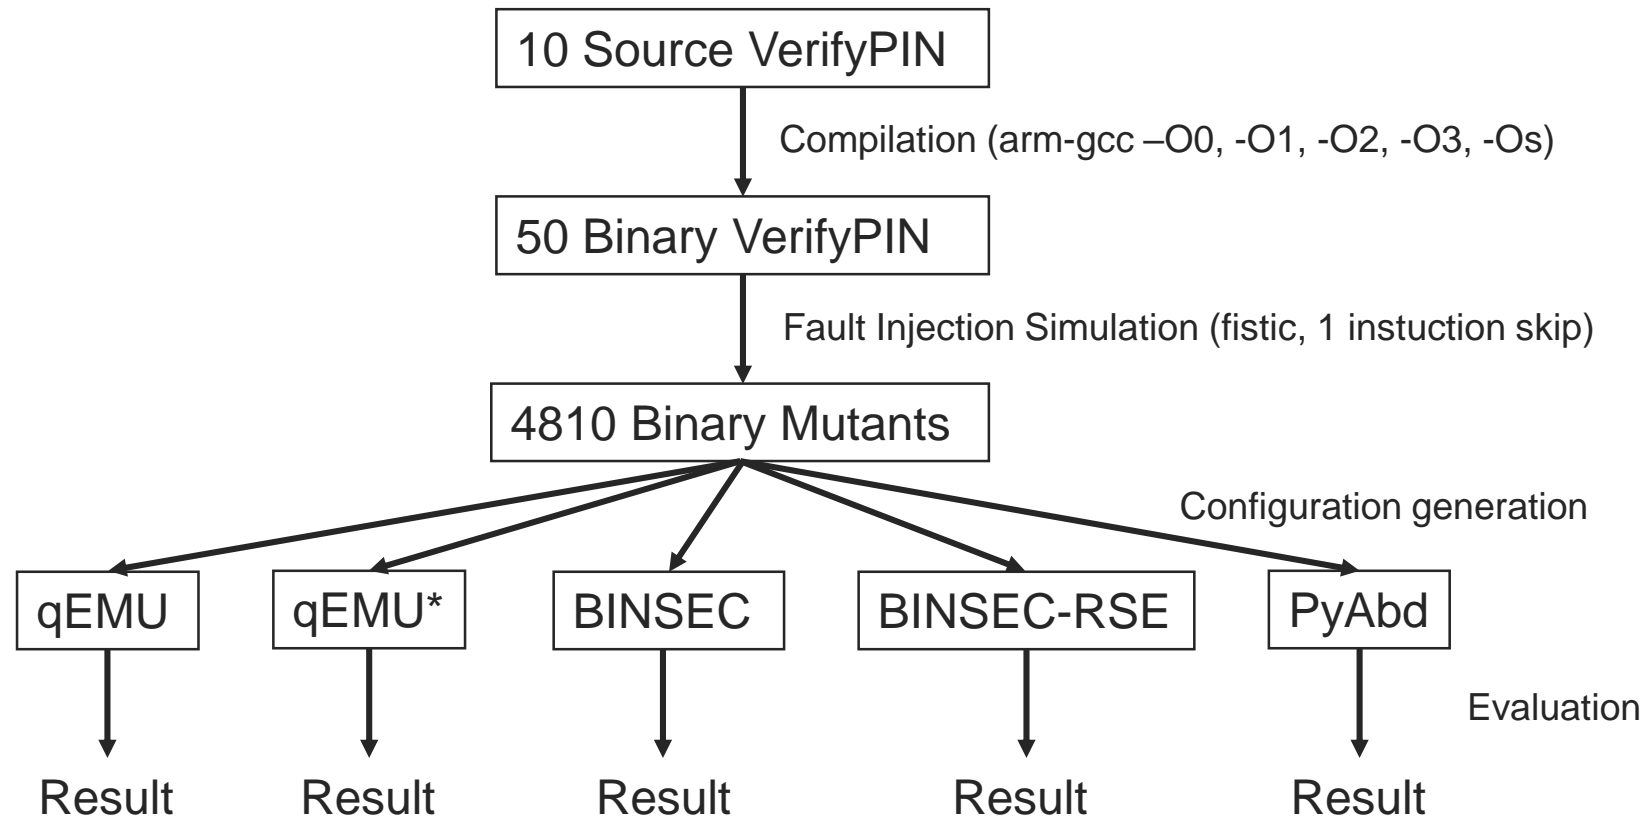 10 Source VerifyPIN
Compilation (arm-gcc –O0, -O1, -O2, -O3, -Os)
50 Binary VerifyPIN
Fault Injection Simulation (fistic, 1 instuction skip)
4810 Binary Mutants
Configuration generation
qEMU
qEMU*
BINSEC
BINSEC-RSE
PyAbd
Evaluation
Result
Result
Result
Result
Result